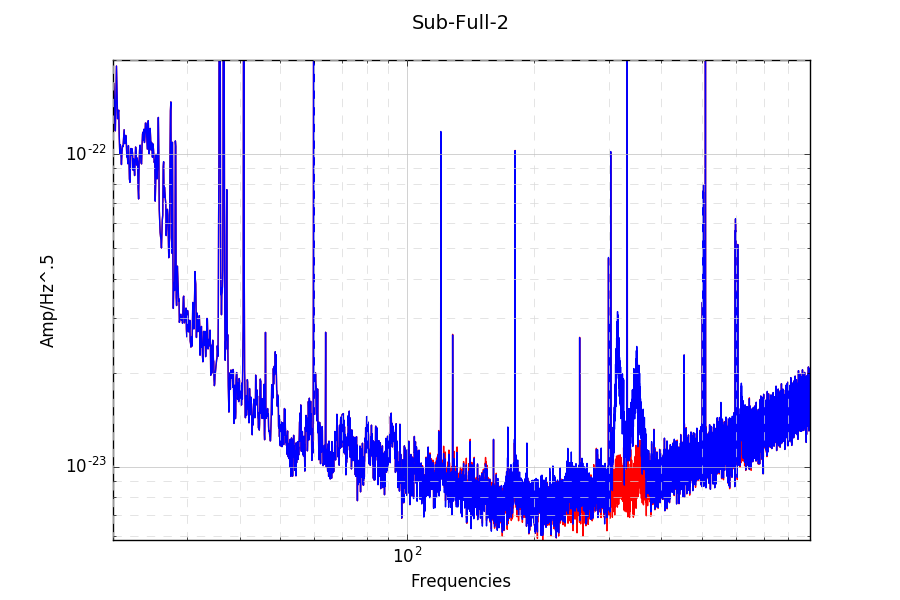 Sub-Full-2
10^-22
Amp/Hz^.5
10^-23
10^2
Frequencies